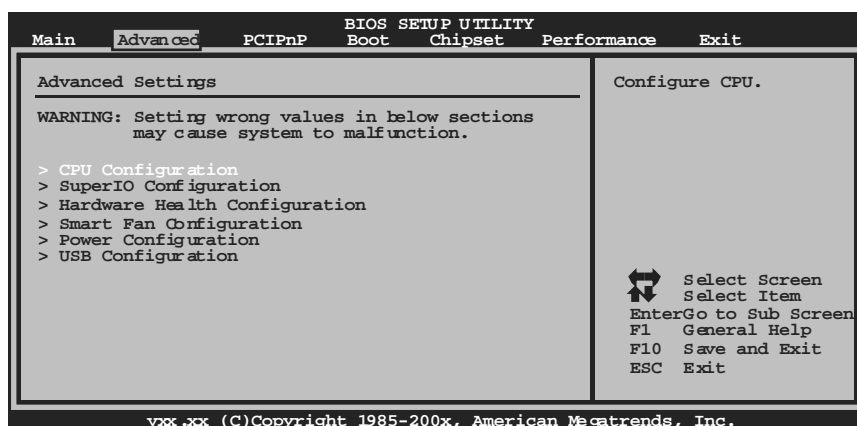 BIOS SETUP UTILITY
Main Advanced PCIPnP Boot Chipset Performance Exit
Advanced Settings
WARNING: Setting wrong values in below sections
may cause system to malfunction.
> CPU Configuration
> SuperIO Configuration
> Hardware Health Configuration
> Smart Fan Configuration
> Power Configuration
> USB Configuration
Configure CPU.
Select Screen
Select Item
EnterGo to Sub Screen
F1 General Help
F10 Save and Exit
ESC Exit
vxx.xx (C)Copyright 1985-200x, American Megatrends, Inc.